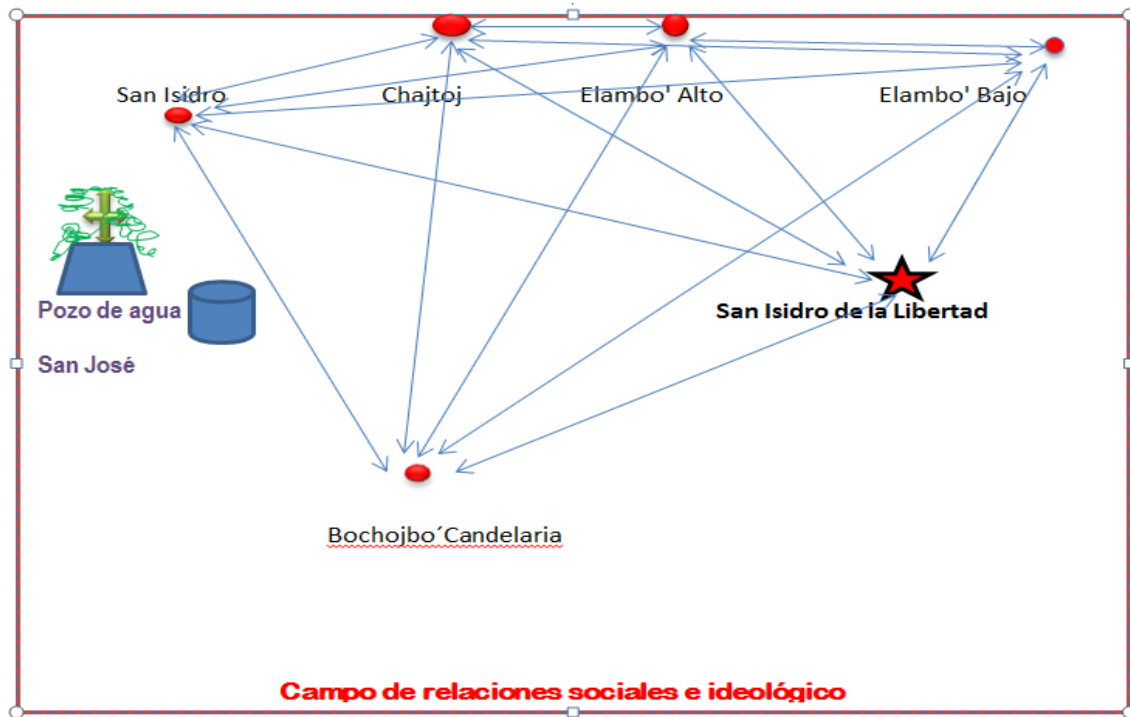 San Isidro
Chajtoj
Elambo' Alto
Elambo' Bajo
Pozo de agua
San José
San Isidro de la Libertad
Bochojbo´Candelaria
Campo de relaciones sociales e ideológico